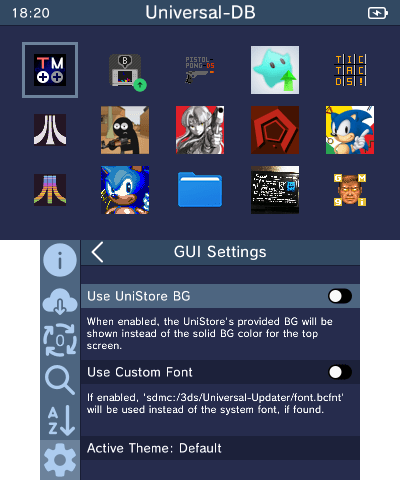 18:20
Universal-DB
TM
B
PISTOL-
PONG DS
TIC
TAC
DS!
GUI Settings
Use UniStore BG
When enabled, the UniStore's provided BG will be
shown instead of the solid BG color for the top
screen.
Use Custom Font
If enabled, 'sdmc:/3ds/Universal-Updater/font.bcfnt'
will be used instead of the system font, if found.
A
Z
Active Theme: Default